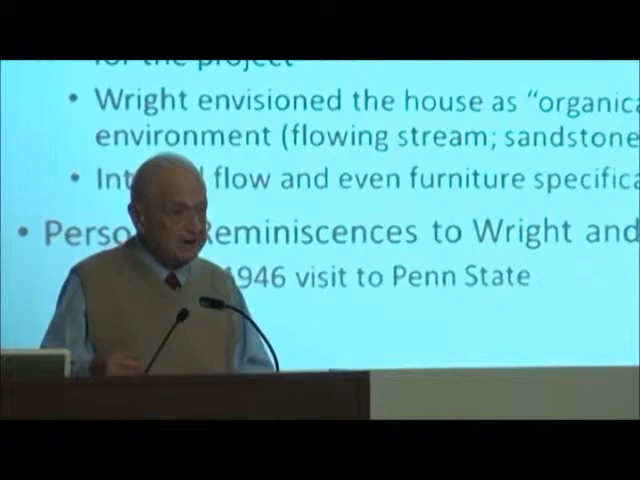 for the project
• Wright envisioned the house as “organica
environment (flowing stream; sandstone
• Int flow and even furniture specifica
• Perso Reminiscences to Wright and
1946 visit to Penn State